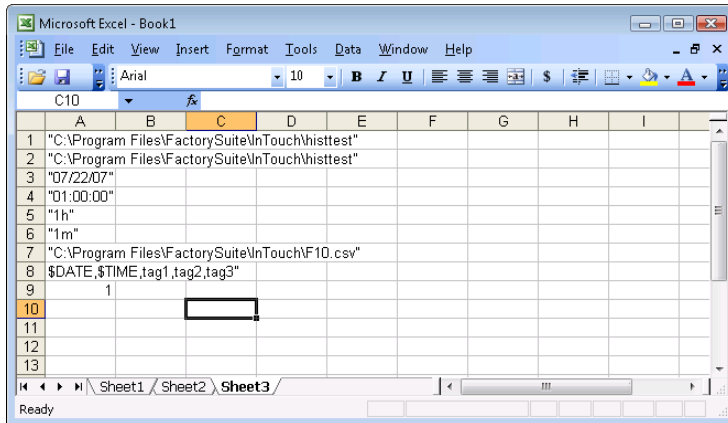 Microsoft Excel - Book1
File Edit View Insert Format Tools Data Window Help
Arial 10 B I U $ A
C10 fx
A B C D E F G H I
1 "C:\Program Files\FactorySuite\InTouch\histtest"
2 "C:\Program Files\FactorySuite\InTouch\histtest"
3 "07/22/07"
4 "01:00:00"
5 "1h"
6 "1m"
7 "C:\Program Files\FactorySuite\InTouch\F10.csv"
8 $DATE,$TIME,tag1,tag2,tag3"
9 1
10
11
12
13
Sheet1 Sheet2 Sheet3
Ready